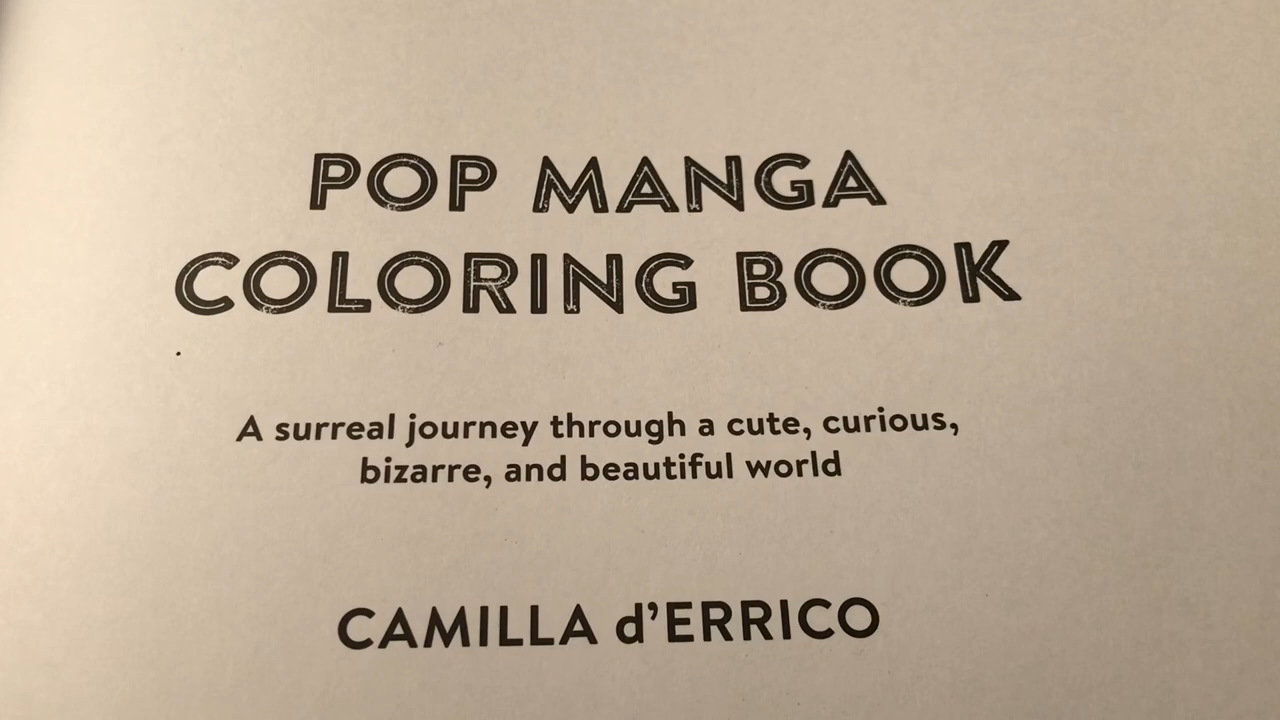 POP MANGA
COLORING BOOK
A surreal journey through a cute, curious,
bizarre, and beautiful world
CAMILLA d’ERRICO